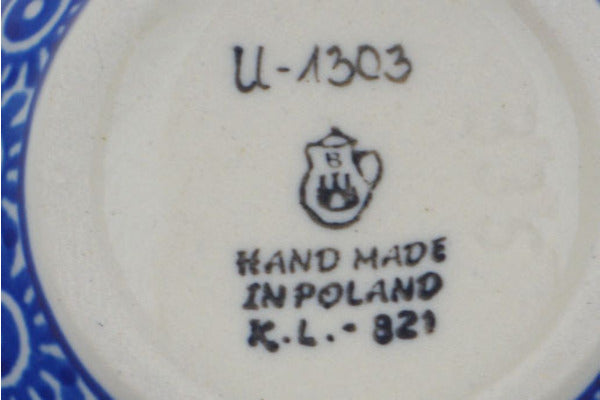 U-1303
B
HAND MADE
IN POLAND
K.L.- 821